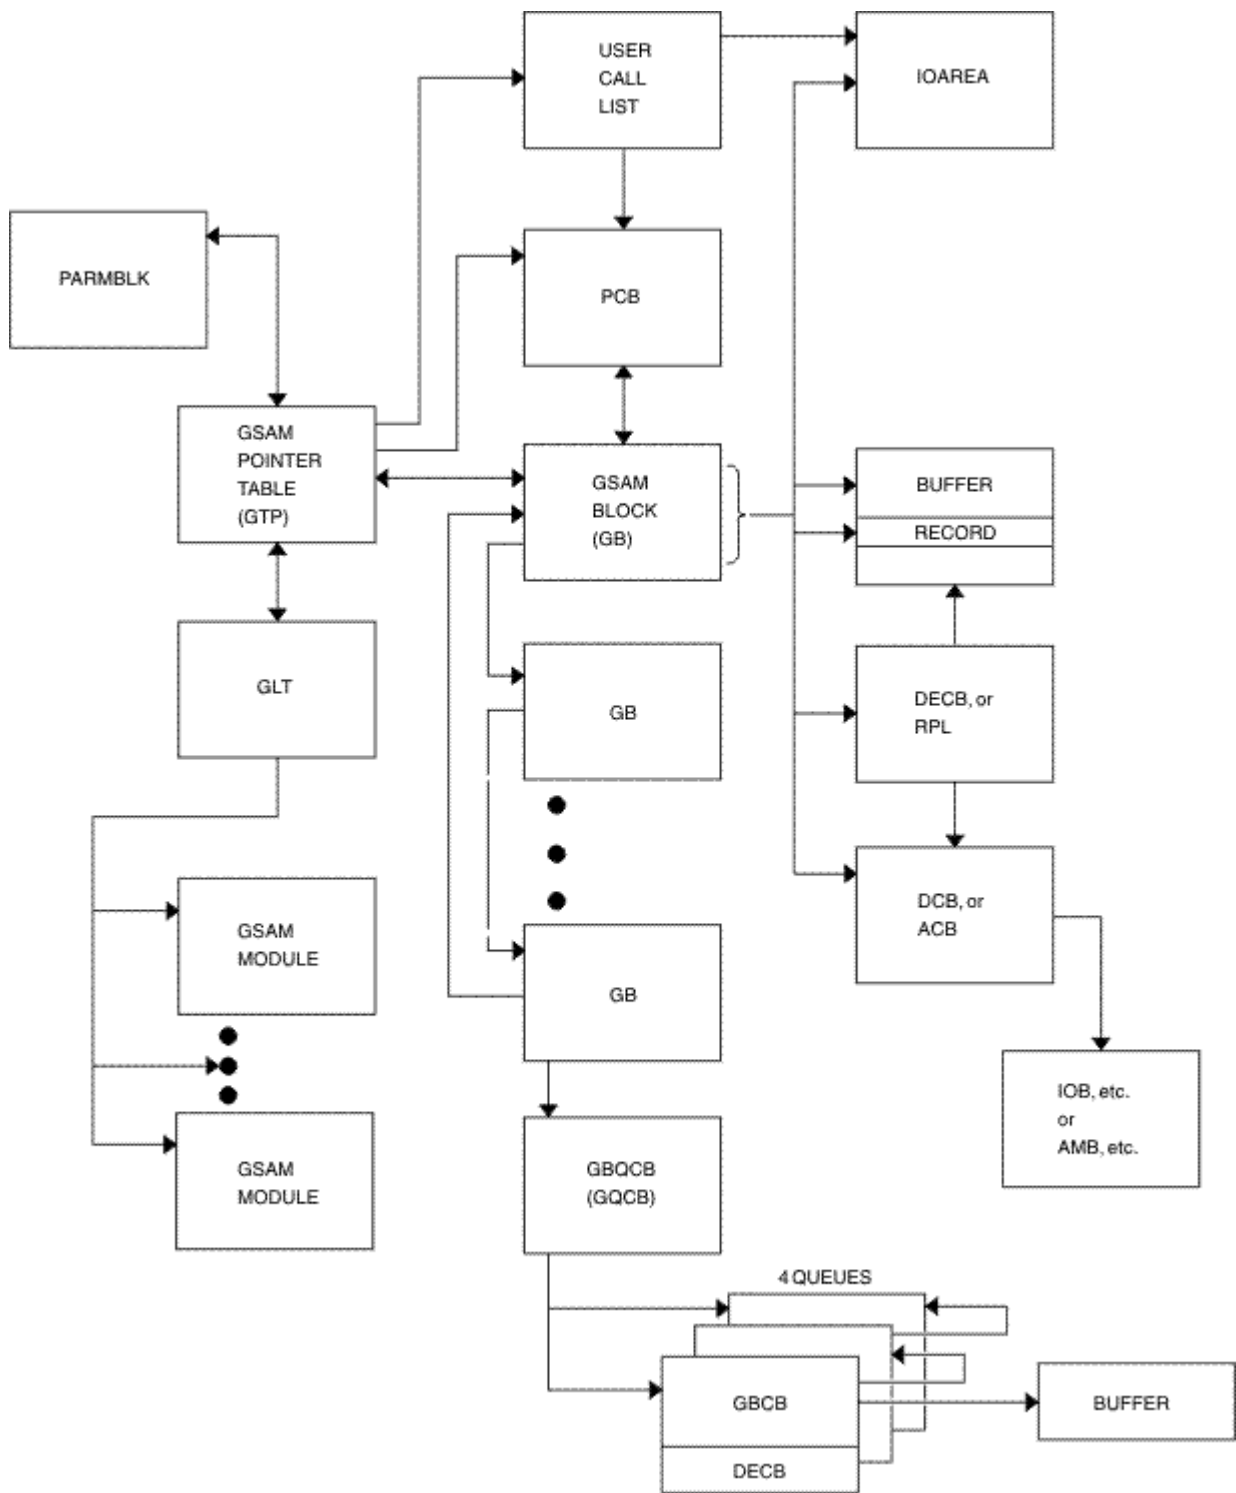 USER
CALL
LIST
IOAREA
PARMBLK
PCB
GSAM
POINTER
TABLE
(GTP)
GSAM
BLOCK
(GB)
BUFFER
RECORD
GLT
GB
DECB, or
RPL
GSAM
MODULE
GB
DCB, or
ACB
IOB, etc.
or
AMB, etc.
GSAM
MODULE
GBQCB
(GQCB)
4 QUEUES
GBCB
BUFFER
DECB